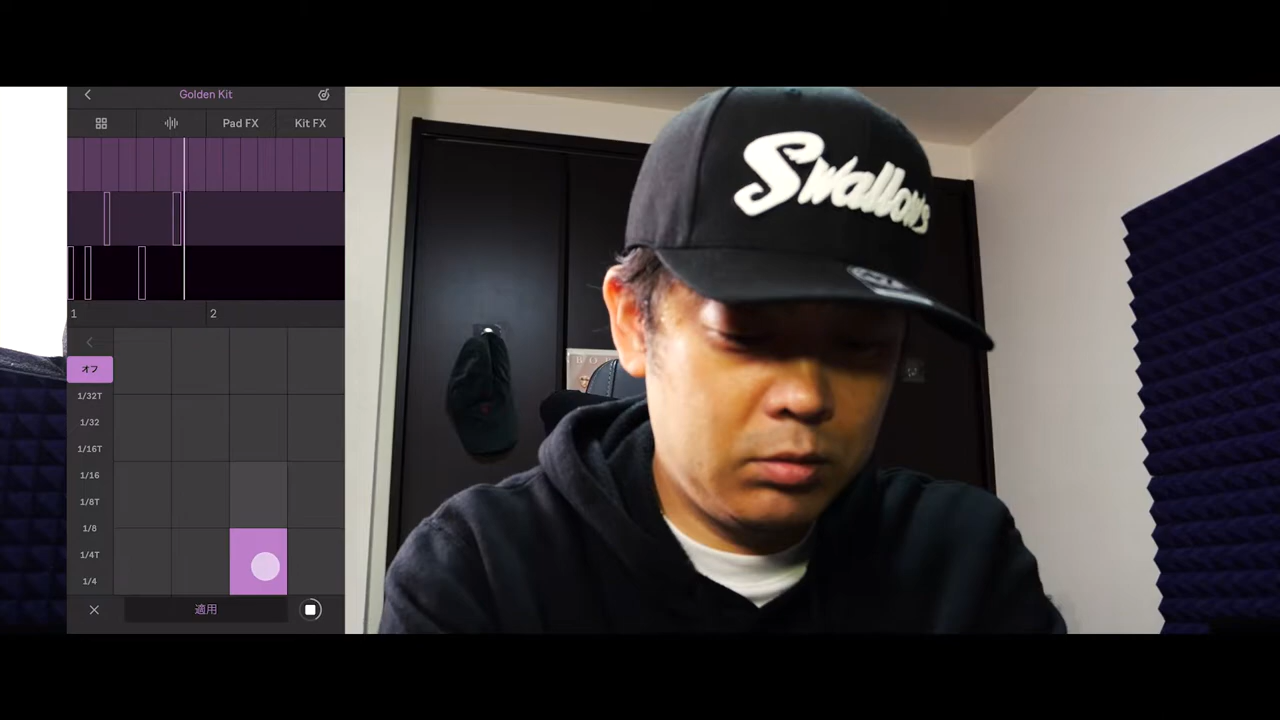 Golden Kit
Pad FX
Kit FX
1
2
オフ
1/32T
1/32
1/16T
1/16
1/8T
1/8
1/4T
1/4
適用
Swallows